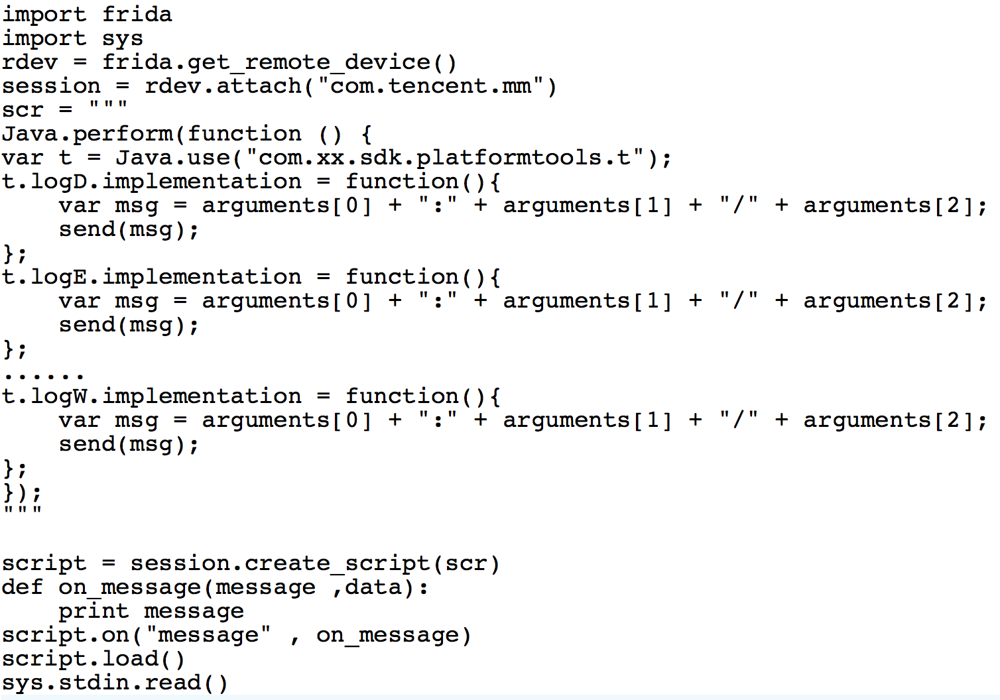 import frida
import sys
rdev = frida.get_remote_device()
session = rdev.attach("com.tencent.mm")
scr = """
Java.perform(function () {
var t = Java.use("com.xx.sdk.platformtools.t");
t.logD.implementation = function(){
    var msg = arguments[0] + ":" + arguments[1] + "/" + arguments[2];
    send(msg);
};
t.logE.implementation = function(){
    var msg = arguments[0] + ":" + arguments[1] + "/" + arguments[2];
    send(msg);
};
......
t.logW.implementation = function(){
    var msg = arguments[0] + ":" + arguments[1] + "/" + arguments[2];
    send(msg);
};
});
"""

script = session.create_script(scr)
def on_message(message ,data):
    print message
script.on("message" , on_message)
script.load()
sys.stdin.read()